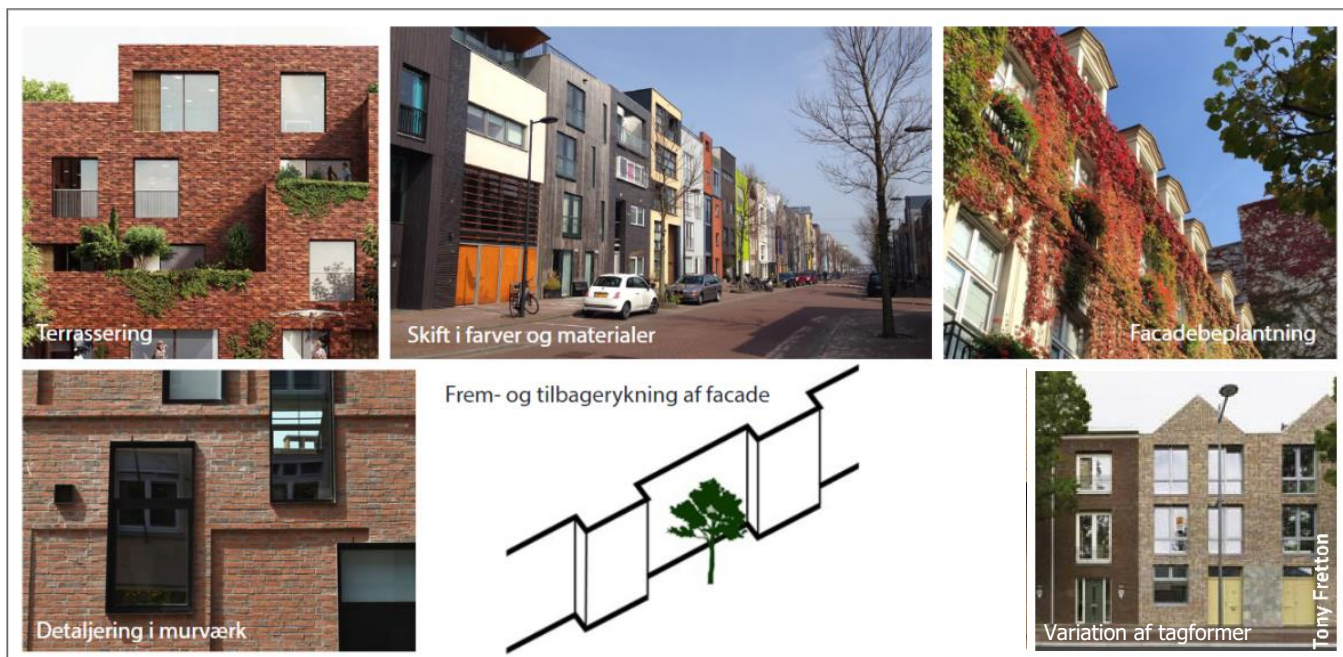 Terrassering
Skift i farver og materialer
Facadebeplantning
Detaljering i murværk
Frem- og tilbagerykning af facade
Variation af tagformer
Tony Fretton